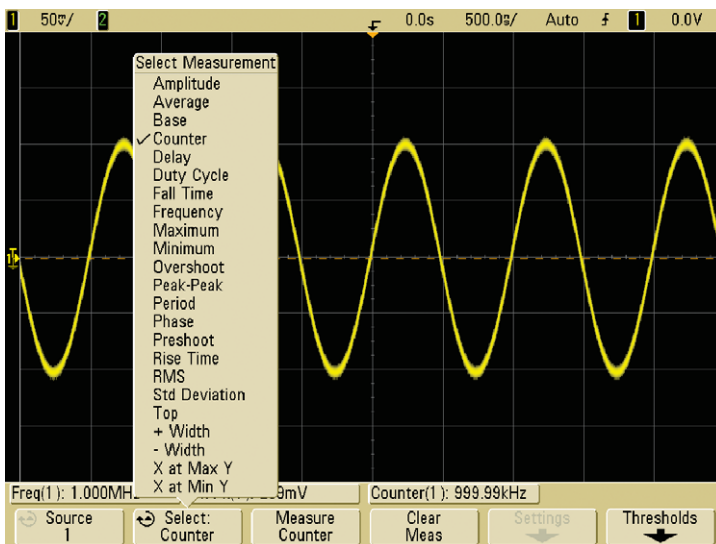 1 50mV/ 2 0.0s 500.0ns/ Auto 1 0.0V
Select Measurement
Amplitude
Average
Base
✓Counter
Delay
Duty Cycle
Fall Time
Frequency
Maximum
Minimum
Overshoot
Peak-Peak
Period
Phase
Preshoot
Rise Time
RMS
Std Deviation
Top
+ Width
- Width
X at Max Y
X at Min Y
1
Freq(1): 1.000MHz mV Counter(1): 999.99kHz
Source
1
Select:
Counter
Measure
Counter
Clear
Meas
Settings
Thresholds